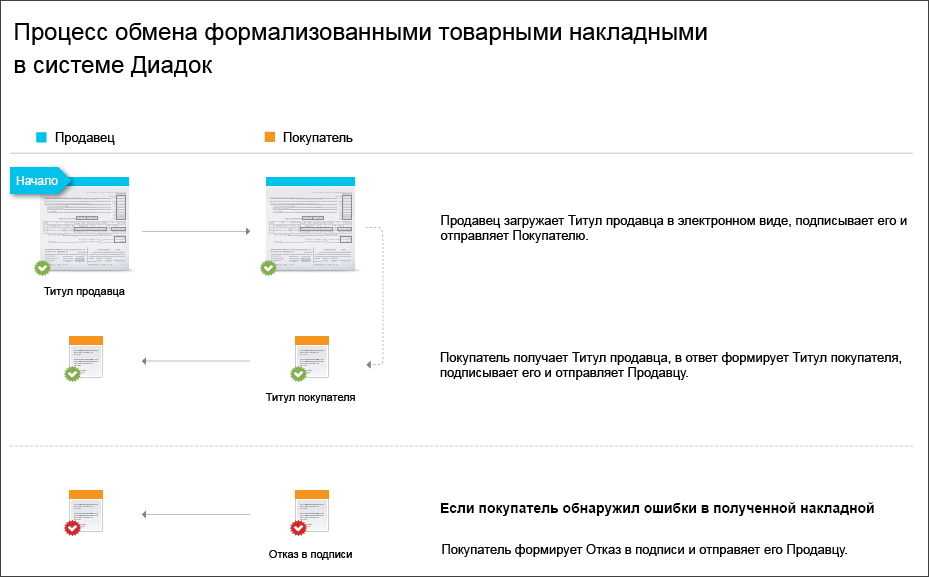 Процесс обмена формализованными товарными накладными
в системе Диадок
Продавец
Покупатель
Начало
Продавец загружает Титул продавца в электронном виде, подписывает его и
отправляет Покупателю.
Титул продавца
Покупатель получает Титул продавца, в ответ формирует Титул покупателя,
подписывает его и отправляет Продавцу.
Титул покупателя
Если покупатель обнаружил ошибки в полученной накладной
Покупатель формирует Отказ в подписи и отправяет его Продавцу.
Отказ в подписи